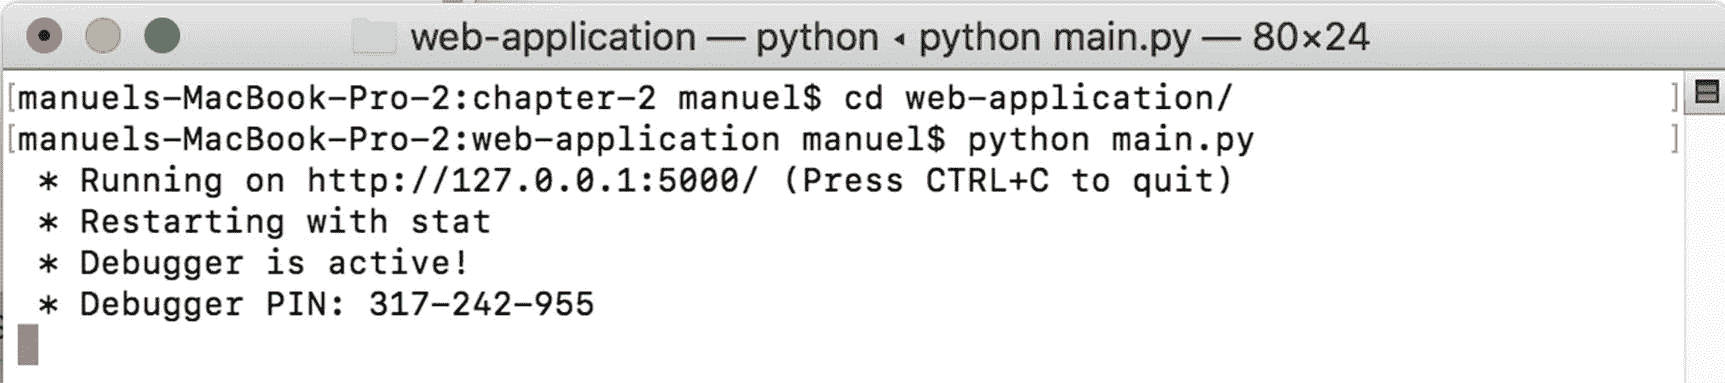 web-application — python ◂ python main.py — 80×24
[manuels-MacBook-Pro-2:chapter-2 manuel$ cd web-application/ ]
[manuels-MacBook-Pro-2:web-application manuel$ python main.py ]
* Running on http://127.0.0.1:5000/ (Press CTRL+C to quit)
* Restarting with stat
* Debugger is active!
* Debugger PIN: 317-242-955